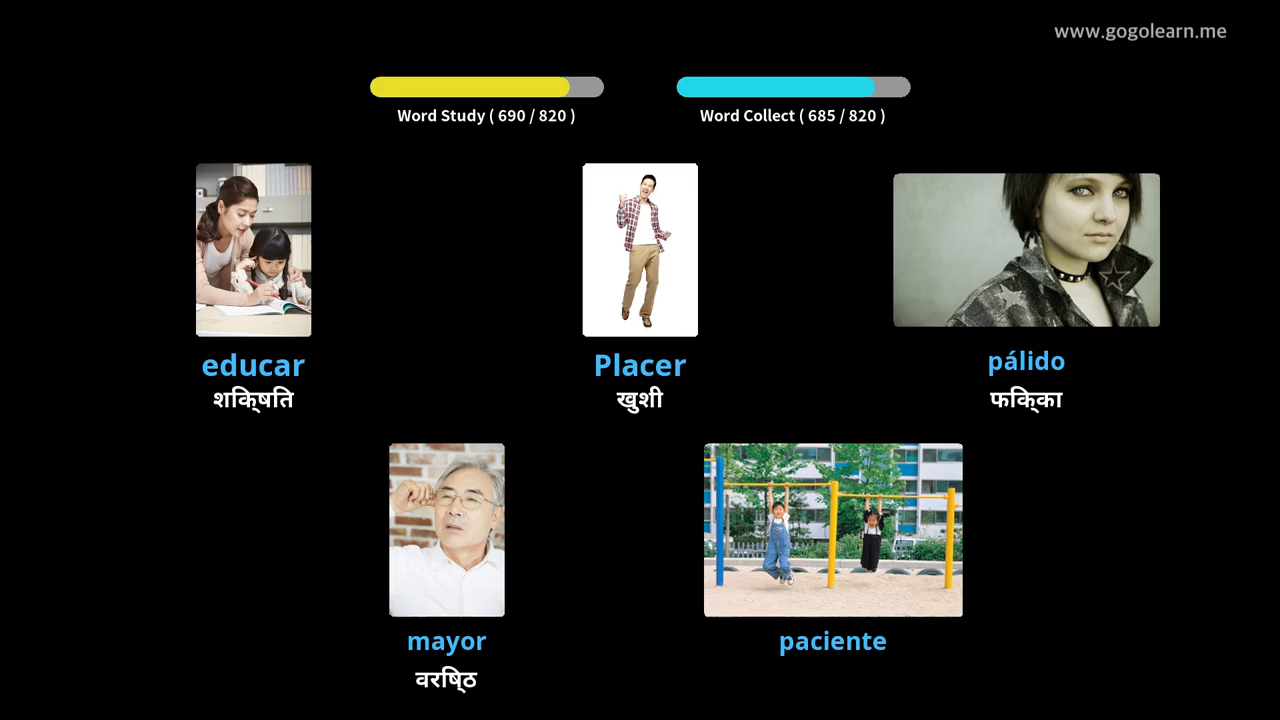 www.gogolearn.me
Word Study ( 690 / 820 )
Word Collect ( 685 / 820 )
educar
शक्षिति
Placer
खुशी
pálido
फक्किा
mayor
वरष्ठि
paciente